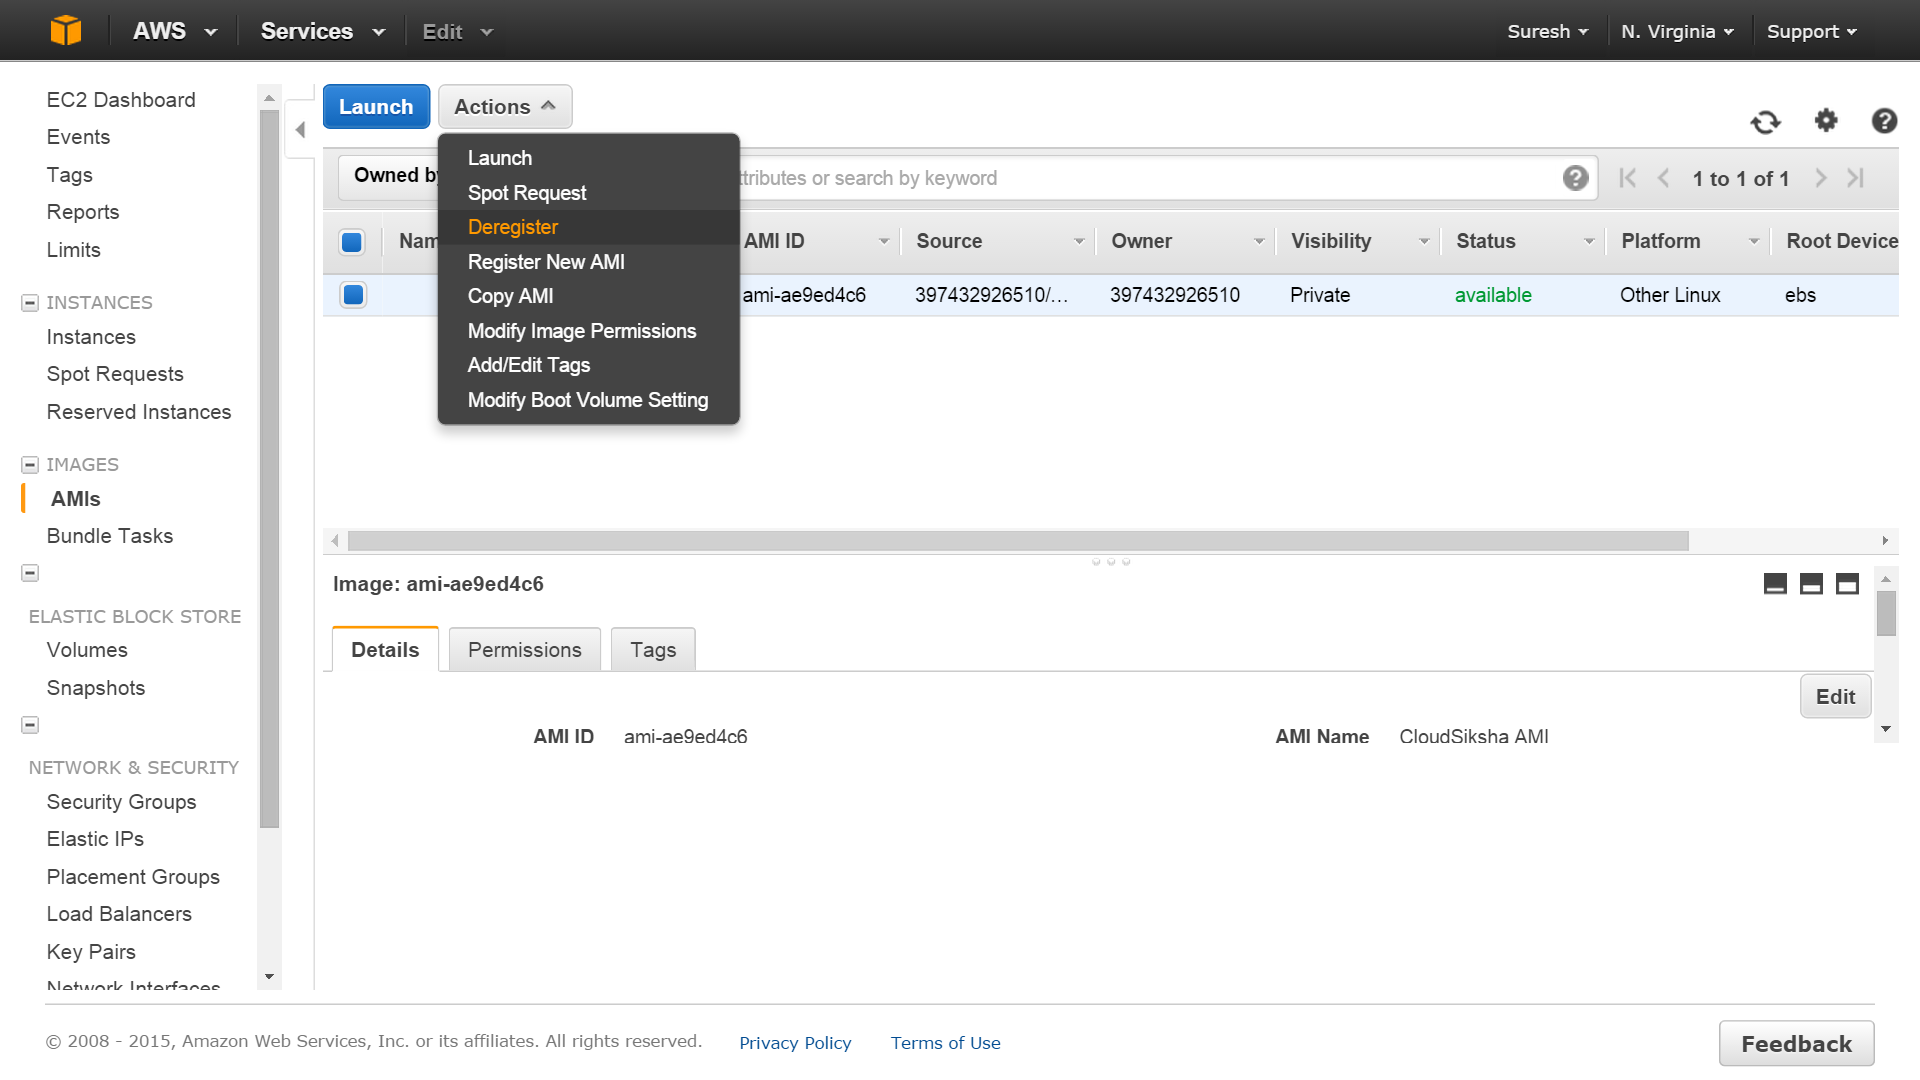 AWS Services Edit Suresh N. Virginia Support
EC2 Dashboard
Events
Tags
Reports
Limits
INSTANCES
Instances
Spot Requests
Reserved Instances
IMAGES
AMIs
Bundle Tasks
ELASTIC BLOCK STORE
Volumes
Snapshots
NETWORK & SECURITY
Security Groups
Elastic IPs
Placement Groups
Load Balancers
Key Pairs
Network Interfaces
Launch Actions
Launch
Spot Request
Deregister
Register New AMI
Copy AMI
Modify Image Permissions
Add/Edit Tags
Modify Boot Volume Setting
Owned by ttributes or search by keyword 1 to 1 of 1
Nam AMI ID Source Owner Visibility Status Platform Root Device
ami-ae9ed4c6 397432926510/... 397432926510 Private available Other Linux ebs
Image: ami-ae9ed4c6
Details Permissions Tags
Edit
AMI ID ami-ae9ed4c6 AMI Name CloudSiksha AMI
© 2008 - 2015, Amazon Web Services, Inc. or its affiliates. All rights reserved. Privacy Policy Terms of Use
Feedback